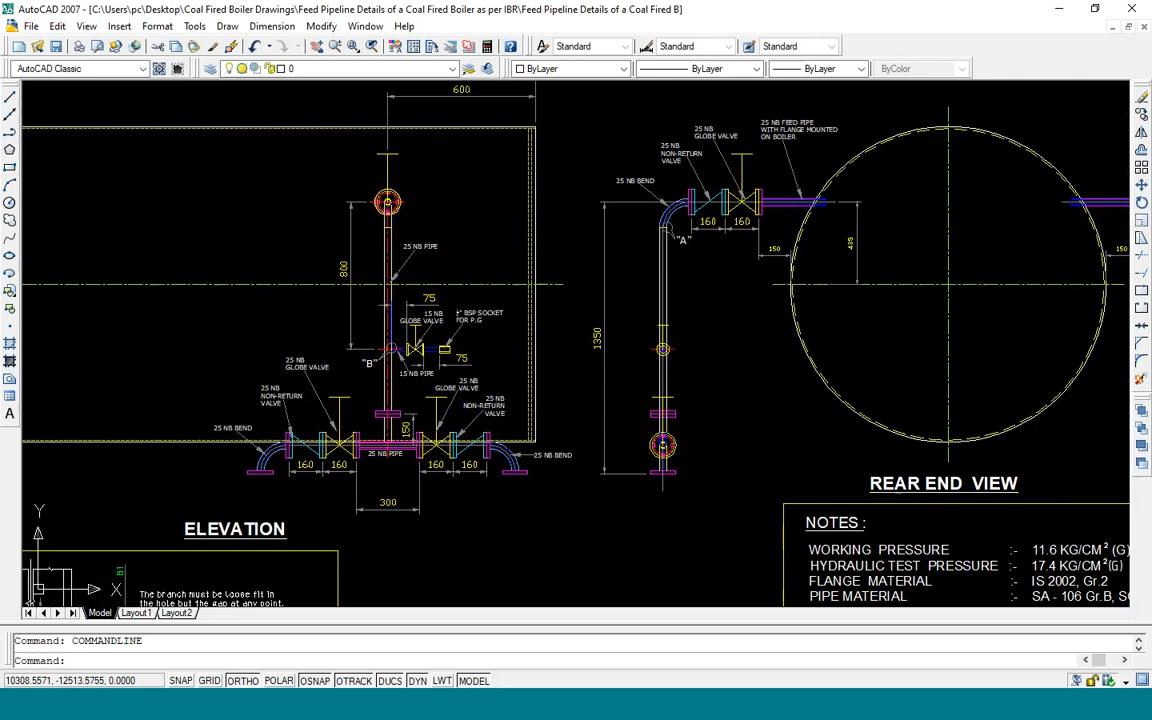 AutoCAD 2007 - [C:\Users\pc\Desktop\Coal Fired Boiler Drawings\Feed Pipeline Details of a Coal Fired Boiler as per IBR\Feed Pipeline Details of a Coal Fired B]
File Edit View Insert Format Tools Draw Dimension Modify Window Help
Standard Standard Standard
AutoCAD Classic 0 ByLayer ByLayer ByLayer ByColor
600
25 NB
GLOBE VALVE
25 NB FEED PIPE
WITH FLANGE MOUNTED
ON BOILER
25 NB
NON-RETURN
VALVE
25 NB BEND
160 160
"A"
150
435
150
25 NB PIPE
800
75
15 NB
GLOBE VALVE
BSP SOCKET
FOR P.G
"B"
75
15 NB PIPE
1350
25 NB
GLOBE VALVE
25 NB
GLOBE VALVE
25 NB
NON-RETURN
VALVE
25 NB
NON-RETURN
VALVE
25 NB BEND
150
25 NB PIPE
25 NB BEND
160 160 160 160
300
ELEVATION
REAR END VIEW
NOTES :
WORKING PRESSURE :- 11.6 KG/CM² (G)
HYDRAULIC TEST PRESSURE :- 17.4 KG/CM²(G)
FLANGE MATERIAL :- IS 2002, Gr.2
PIPE MATERIAL :- SA - 106 Gr.B, SC
Y
X
B1
The branch must be loose fit in
the hole but the gap at any point.
Model Layout1 Layout2
Command: COMMANDLINE
Command:
10308.5571, -12513.5755, 0.0000 SNAP GRID ORTHO POLAR OSNAP OTRACK DUCS DYN LWT MODEL